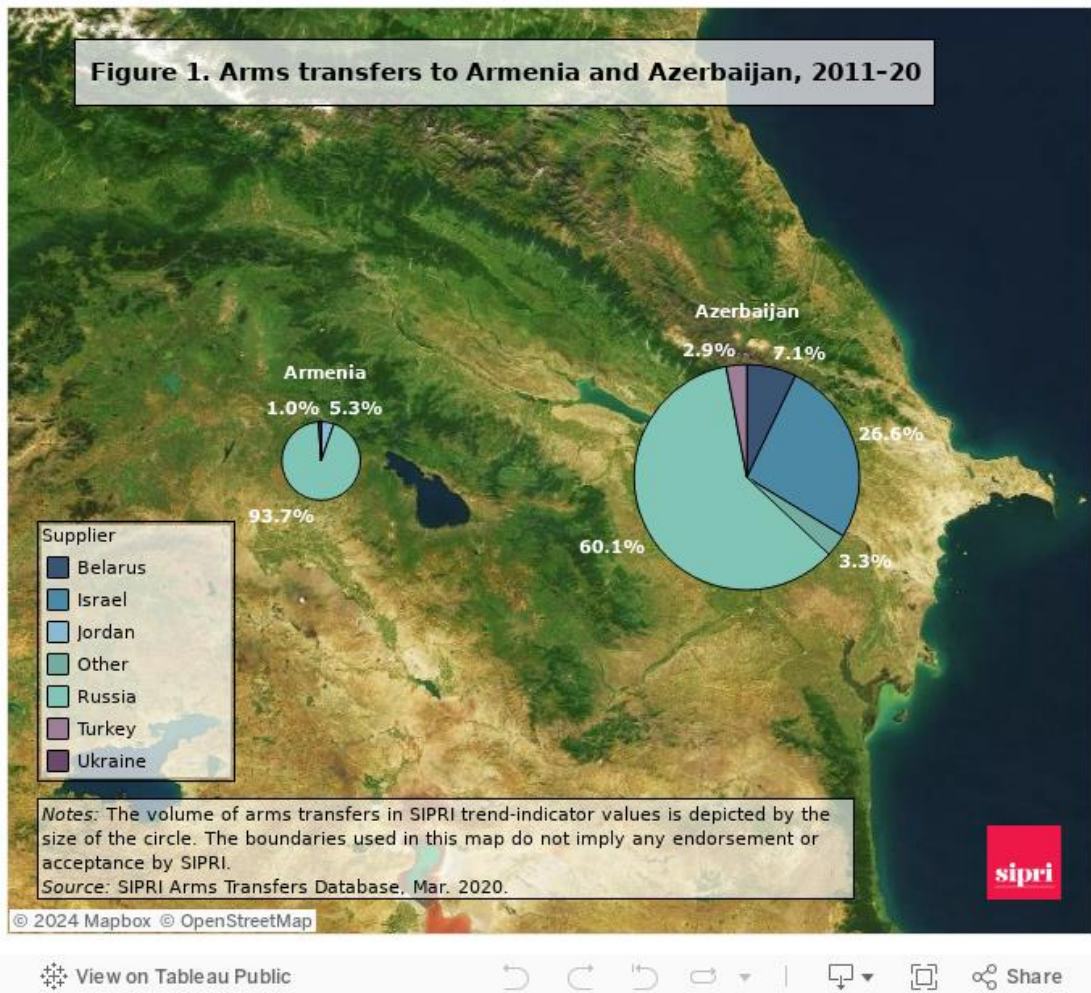 Figure 1. Arms transfers to Armenia and Azerbaijan, 2011–20
Azerbaijan
2.9% 7.1%
Armenia
1.0% 5.3%
26.6%
93.7%
60.1%
3.3%
Supplier
Belarus
Israel
Jordan
Other
Russia
Turkey
Ukraine
Notes: The volume of arms transfers in SIPRI trend-indicator values is depicted by the
size of the circle. The boundaries used in this map do not imply any endorsement or
acceptance by SIPRI.
Source: SIPRI Arms Transfers Database, Mar. 2020.
sipri
© 2024 Mapbox © OpenStreetMap
View on Tableau Public
Share